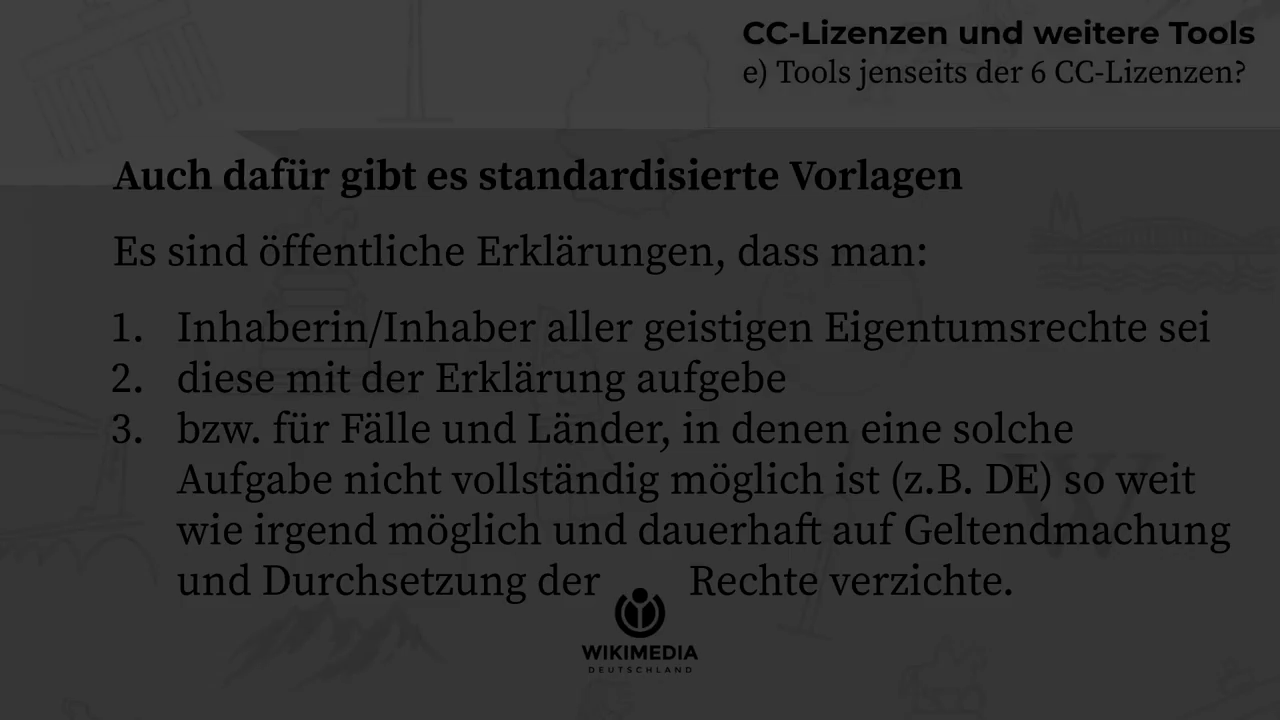 CC-Lizenzen und weitere Tools
e) Tools jenseits der 6 CC-Lizenzen?
Auch dafür gibt es standardisierte Vorlagen
Es sind öffentliche Erklärungen, dass man:
1. Inhaberin/Inhaber aller geistigen Eigentumsrechte sei
2. diese mit der Erklärung aufgebe
3. bzw. für Fälle und Länder, in denen eine solche
Aufgabe nicht vollständig möglich ist (z.B. DE) so weit
wie irgend möglich und dauerhaft auf Geltendmachung
und Durchsetzung der Rechte verzichte.
WIKIMEDIA
DEUTSCHLAND
W